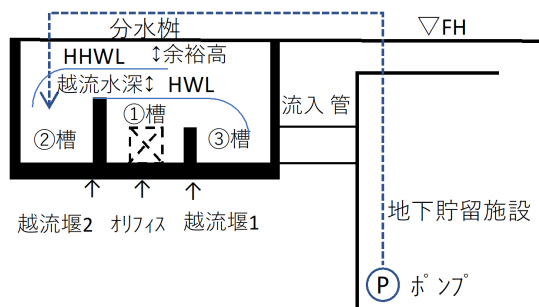 分水桝
▽FH
HHWL ↕余裕高
越流水深↕ HWL
①槽
流入 管
②槽
③槽
越流堰2
オリフィス
越流堰1
地下貯留施設
P ポンプ